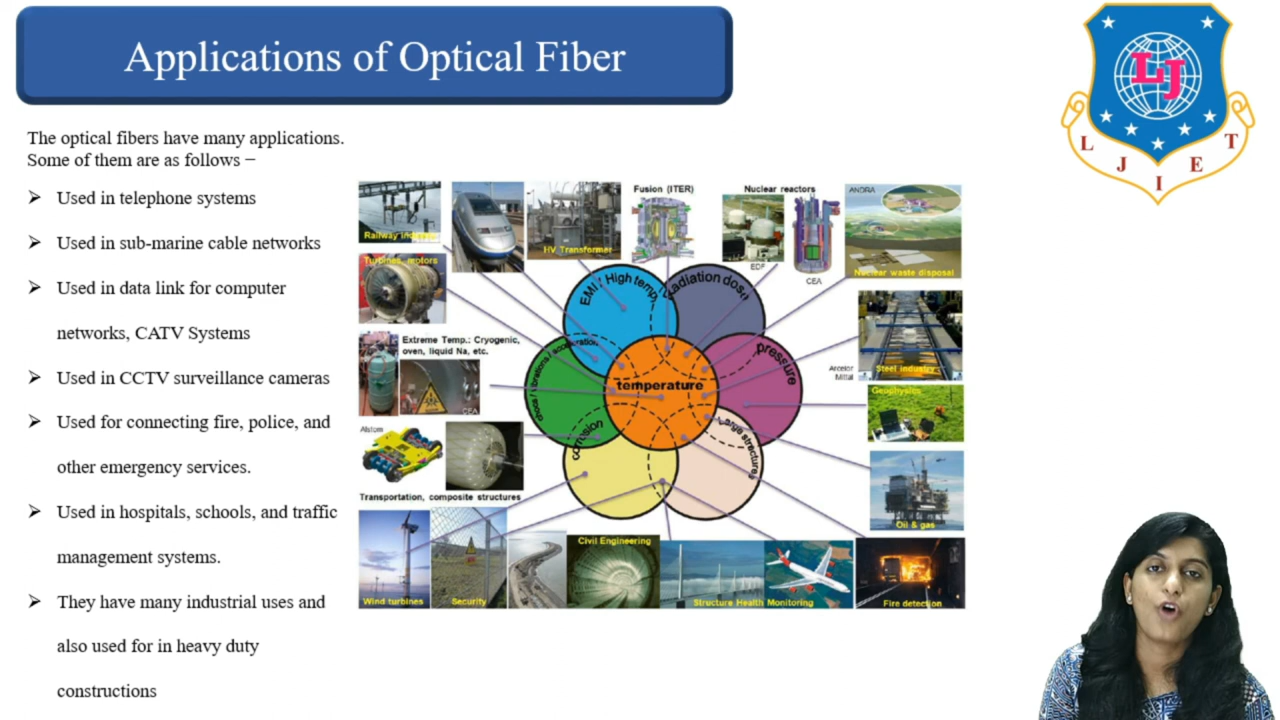 Applications of Optical Fiber
The optical fibers have many applications.
Some of them are as follows –
Used in telephone systems
Used in sub-marine cable networks
Used in data link for computer
networks, CATV Systems
Used in CCTV surveillance cameras
Used for connecting fire, police, and
other emergency services.
Used in hospitals, schools, and traffic
management systems.
They have many industrial uses and
also used for in heavy duty
constructions
Railway
HV Transformer
Fusion (ITER)
Nuclear reactors
EDF
CEA
ANDRA
Nuclear waste disposal
Turbines, motors
Extreme Temp.: Cryogenic,
oven, liquid Na, etc.
CEA
Alstom
Transportation, composite structures
EMI / High temp.
Radiation dose
pressure
temperature
corrosion
Large structures
Arcelor
Mittal
Steel industry
Geophysics
Oil & gas
Wind turbines
Security
Civil Engineering
Structure Health Monitoring
Fire detection
LJ
L J I E T